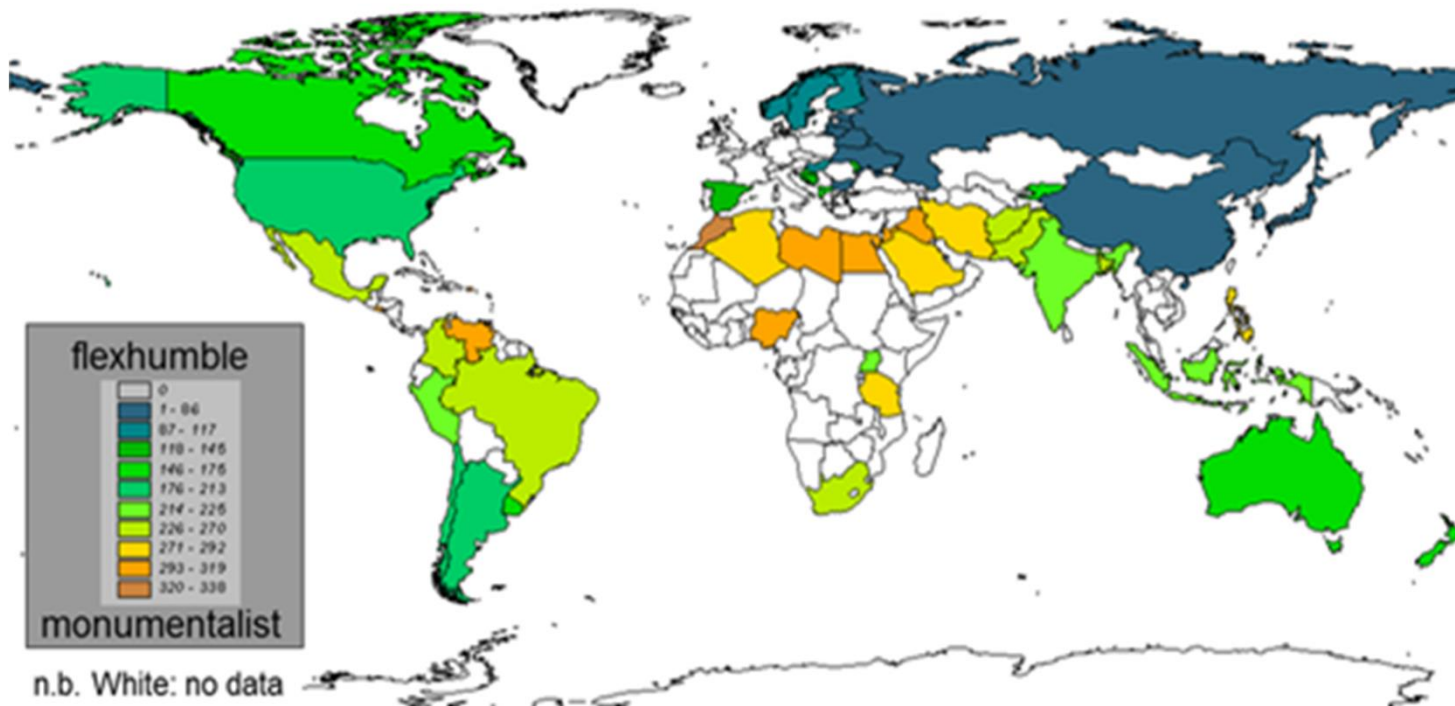 flexhumble
0
1 - 86
87 - 117
118 - 145
146 - 175
176 - 213
214 - 225
226 - 270
271 - 292
293 - 319
320 - 338
monumentalist
n.b. White: no data